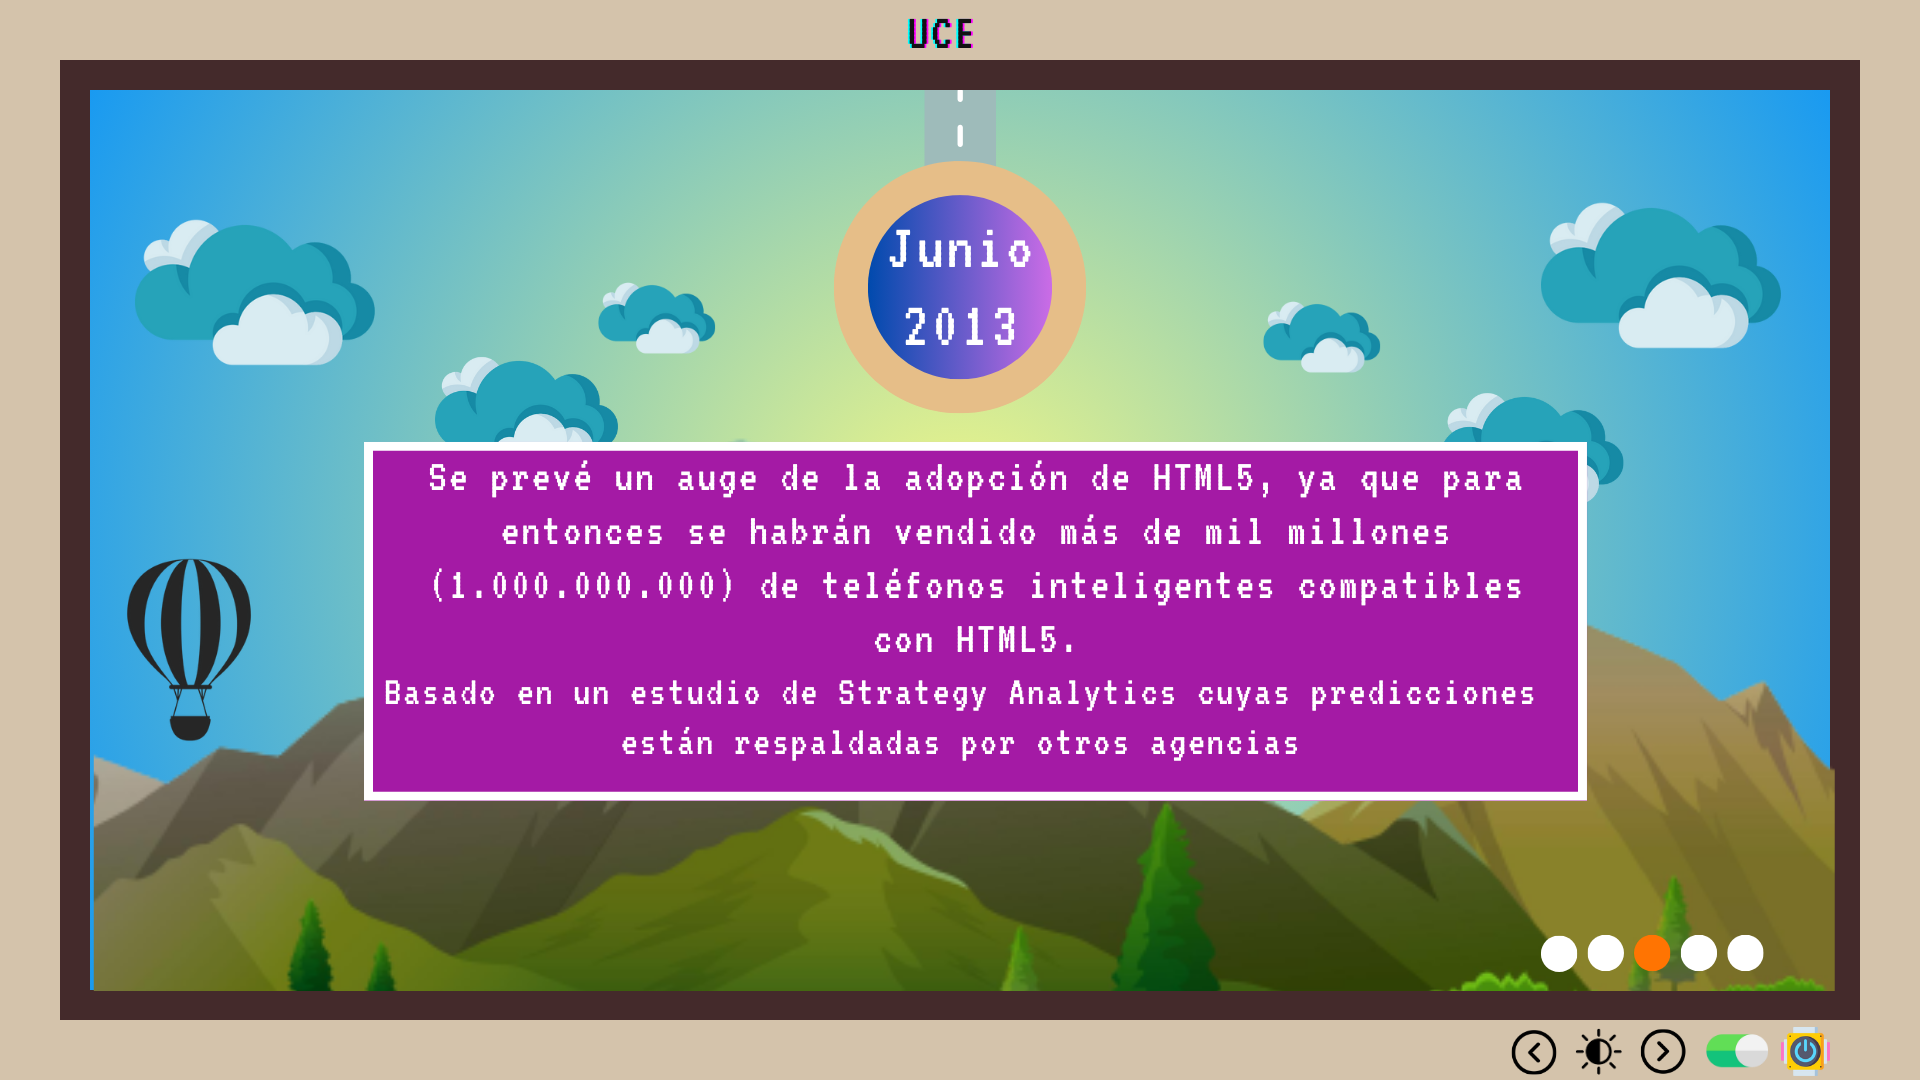 UCE
Junio
2013
Se prevé un auge de la adopción de HTML5, ya que para
entonces se habrán vendido más de mil millones
(1.000.000.000) de teléfonos inteligentes compatibles
con HTML5.
Basado en un estudio de Strategy Analytics cuyas predicciones
están respaldadas por otros agencias